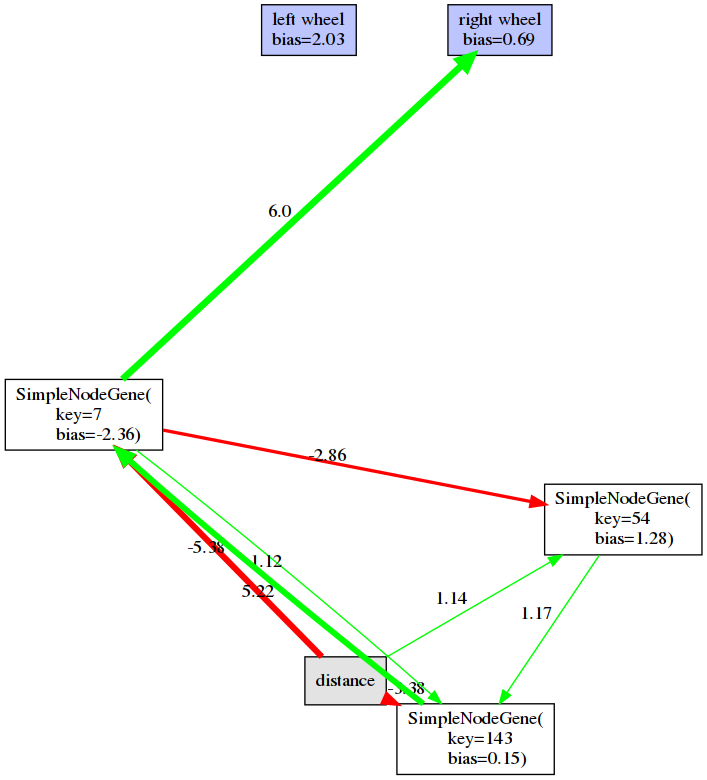 left wheel
bias=2.03
right wheel
bias=0.69
6.0
SimpleNodeGene(
key=7
bias=-2.36)
-2.86
SimpleNodeGene(
key=54
bias=1.28)
-5.38
1.12
5.22
1.14
1.17
distance
-3.38
SimpleNodeGene(
key=143
bias=0.15)